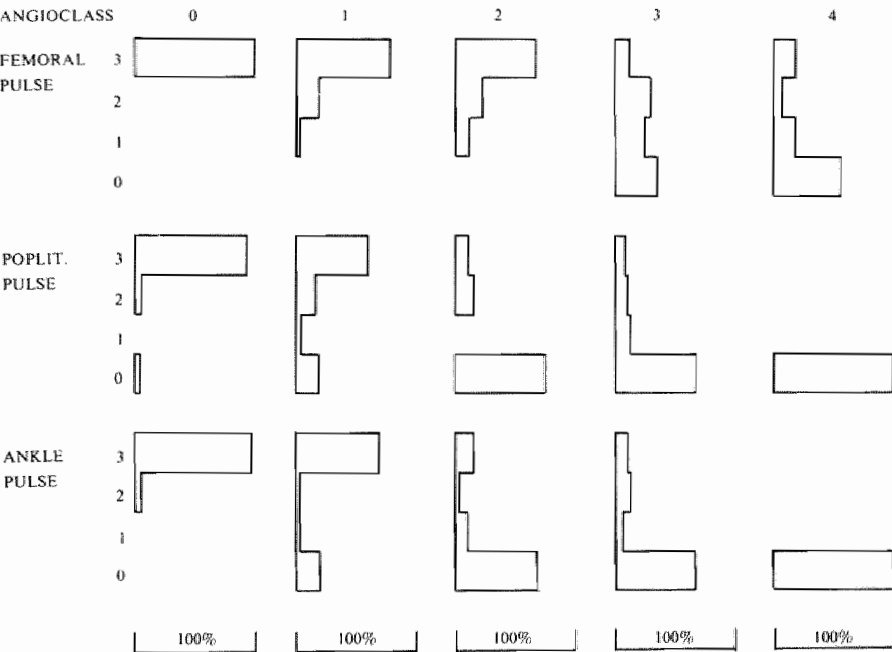 ANGIOCLASS 0 1 2 3 4
FEMORAL 3
PULSE
2
1
0
POPLIT. 3
PULSE
2
1
0
ANKLE 3
PULSE
2
1
0
100% 100% 100% 100% 100%